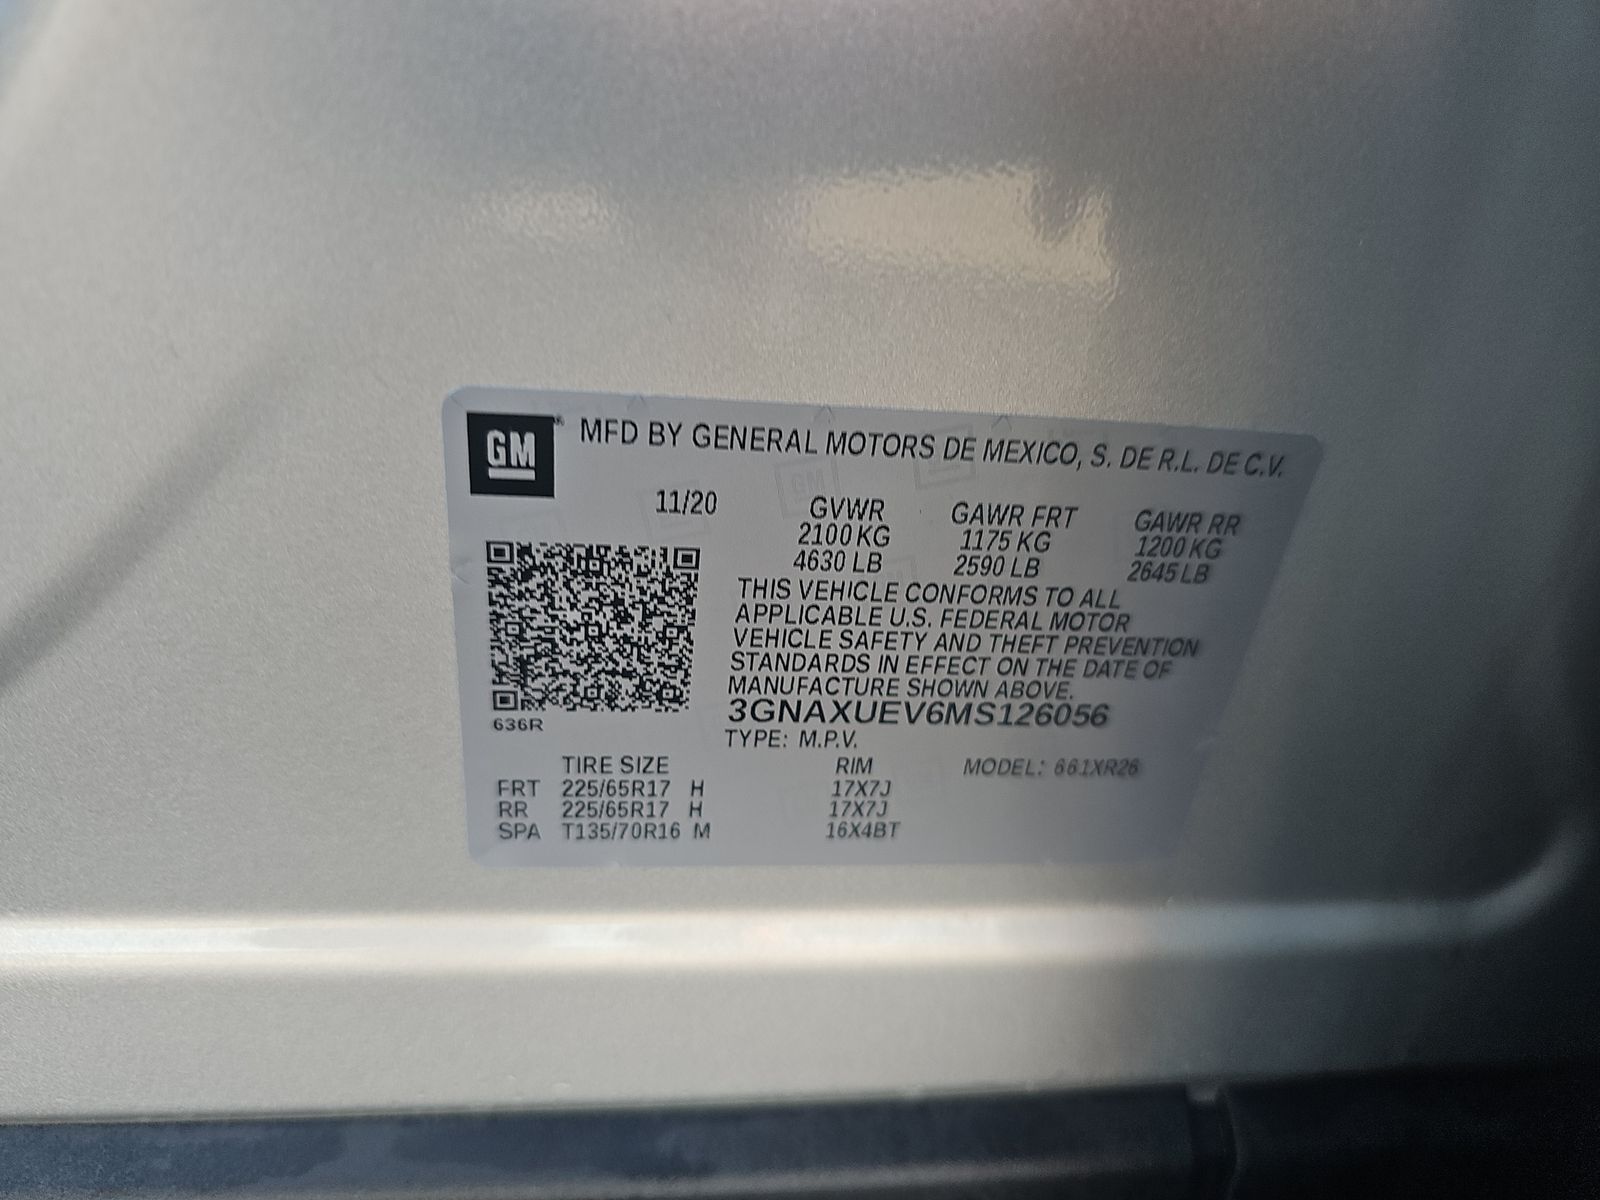 GM
MFD BY GENERAL MOTORS DE MEXICO, S. DE R.L. DE C.V.
11/20 GVWR GAWR FRT GAWR RR
2100 KG 1175 KG 1200 KG
4630 LB 2590 LB 2645 LB
THIS VEHICLE CONFORMS TO ALL
APPLICABLE U.S. FEDERAL MOTOR
VEHICLE SAFETY AND THEFT PREVENTION
STANDARDS IN EFFECT ON THE DATE OF
MANUFACTURE SHOWN ABOVE.
3GNAXUEV6MS126056
636R
TYPE: M.P.V.
TIRE SIZE RIM MODEL: 661XR26
FRT 225/65R17 H 17X7J
RR 225/65R17 H 17X7J
SPA T135/70R16 M 16X4BT